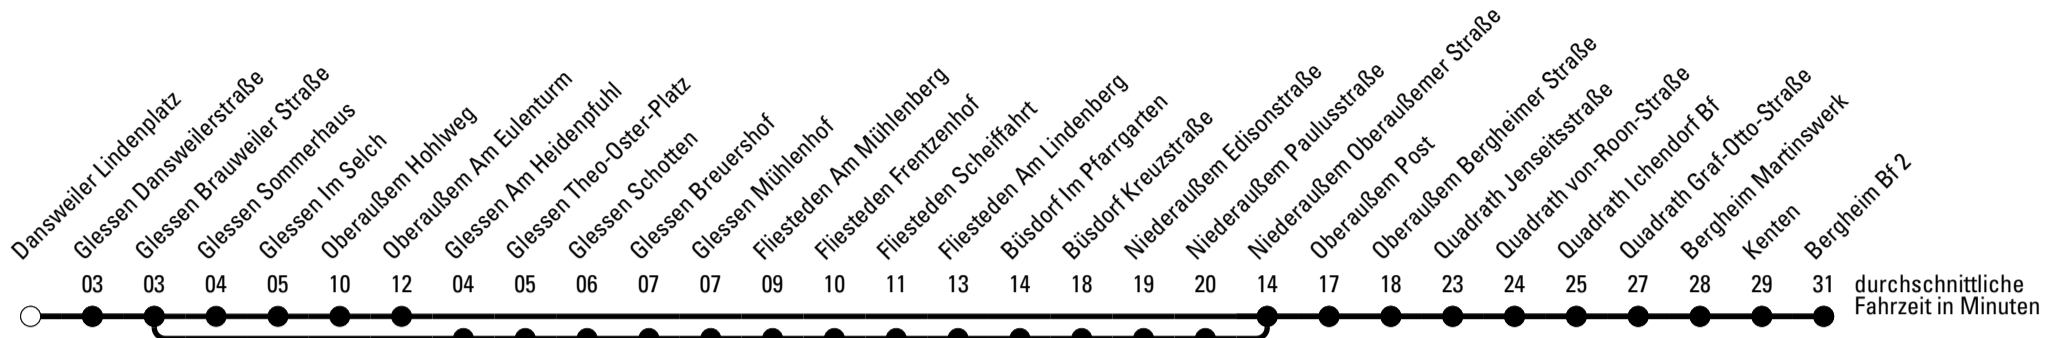 Dansweiler Lindenplatz
Glessen Dansweilerstraße
Glessen Brauweiler Straße
Glessen Sommerhaus
Glessen Im Selch
Oberaußem Hohlweg
Oberaußem Am Eulenturm
Glessen Am Heidenpfuhl
Glessen Theo-Oster-Platz
Glessen Schotten
Glessen Breuershof
Glessen Mühlenhof
Fliesteden Am Mühlenberg
Fliesteden Frentzenhof
Fliesteden Scheiffahrt
Fliesteden Am Lindenberg
Büsdorf Im Pfarrgarten
Büsdorf Kreuzstraße
Niederaußem Edisonstraße
Niederaußem Paulusstraße
Niederaußem Oberaußemer Straße
Oberaußem Post
Oberaußem Bergheimer Straße
Quadrath Jenseitsstraße
Quadrath von-Roon-Straße
Quadrath Ichendorf Bf
Quadrath Graf-Otto-Straße
Bergheim Martinswerk
Kenten
Bergheim Bf 2
03 03 04 05 10 12 04 05 06 07 07 09 10 11 13 14 18 19 20 14 17 18 23 24 25 27 28 29 31 durchschnittliche
Fahrzeit in Minuten